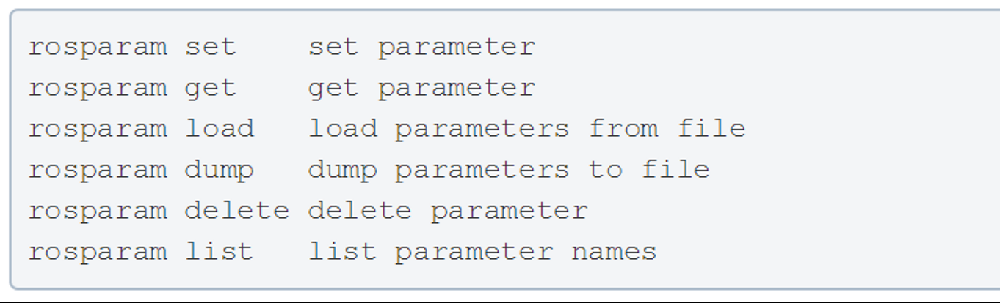 rosparam set    set parameter
rosparam get    get parameter
rosparam load   load parameters from file
rosparam dump   dump parameters to file
rosparam delete delete parameter
rosparam list   list parameter names